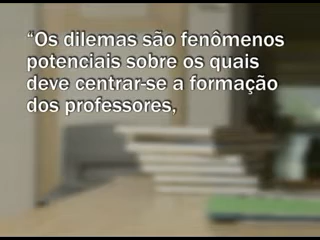 “Os dilemas são fenômenos
potenciais sobre os quais
deve centrar-se a formação
dos professores,